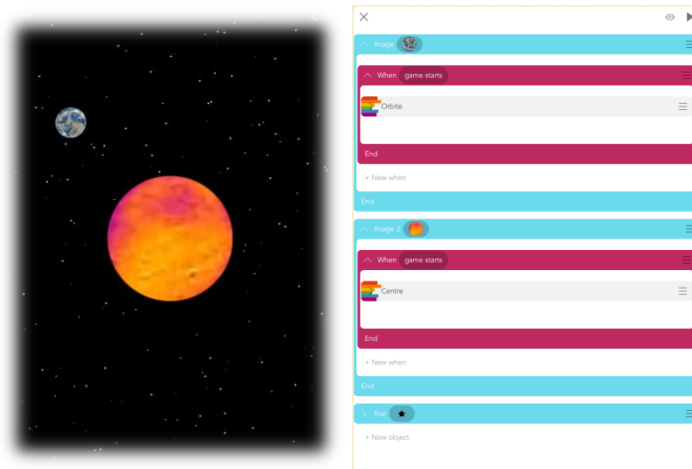 Image
When game starts
Orbite
End
+ New when
End
Image 2
When game starts
Centre
End
+ New when
End
Star
+ New object